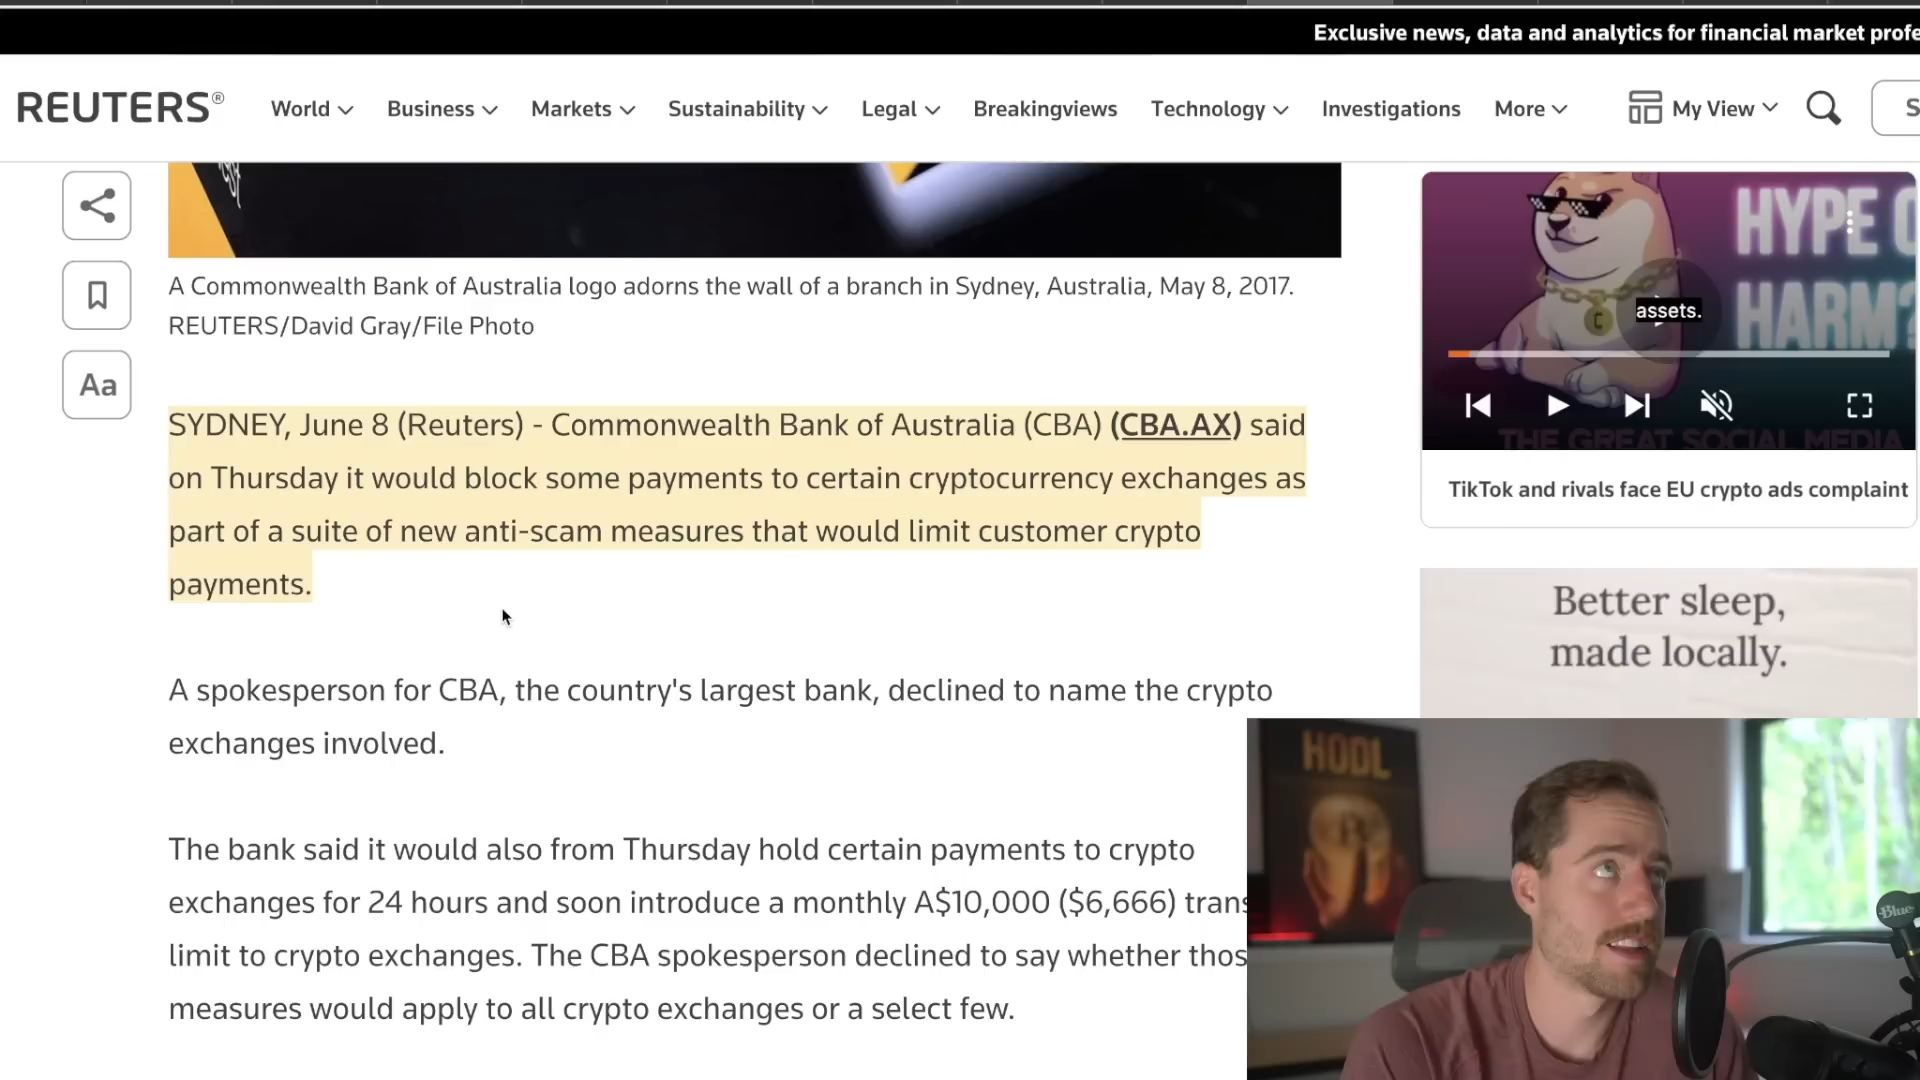 Exclusive news, data and analytics for financial market profe
REUTERS®
World
Business
Markets
Sustainability
Legal
Breakingviews
Technology
Investigations
More
My View
S
Aa
A Commonwealth Bank of Australia logo adorns the wall of a branch in Sydney, Australia, May 8, 2017.
REUTERS/David Gray/File Photo
SYDNEY, June 8 (Reuters) - Commonwealth Bank of Australia (CBA) (CBA.AX) said
on Thursday it would block some payments to certain cryptocurrency exchanges as
part of a suite of new anti-scam measures that would limit customer crypto
payments.
A spokesperson for CBA, the country's largest bank, declined to name the crypto
exchanges involved.
The bank said it would also from Thursday hold certain payments to crypto
exchanges for 24 hours and soon introduce a monthly A$10,000 ($6,666) trans
limit to crypto exchanges. The CBA spokesperson declined to say whether thos
measures would apply to all crypto exchanges or a select few.
HYPE O
HARM?
C
assets.
THE GREAT SOCIAL MEDIA
TikTok and rivals face EU crypto ads complaint
Better sleep,
made locally.
HODL
Blue